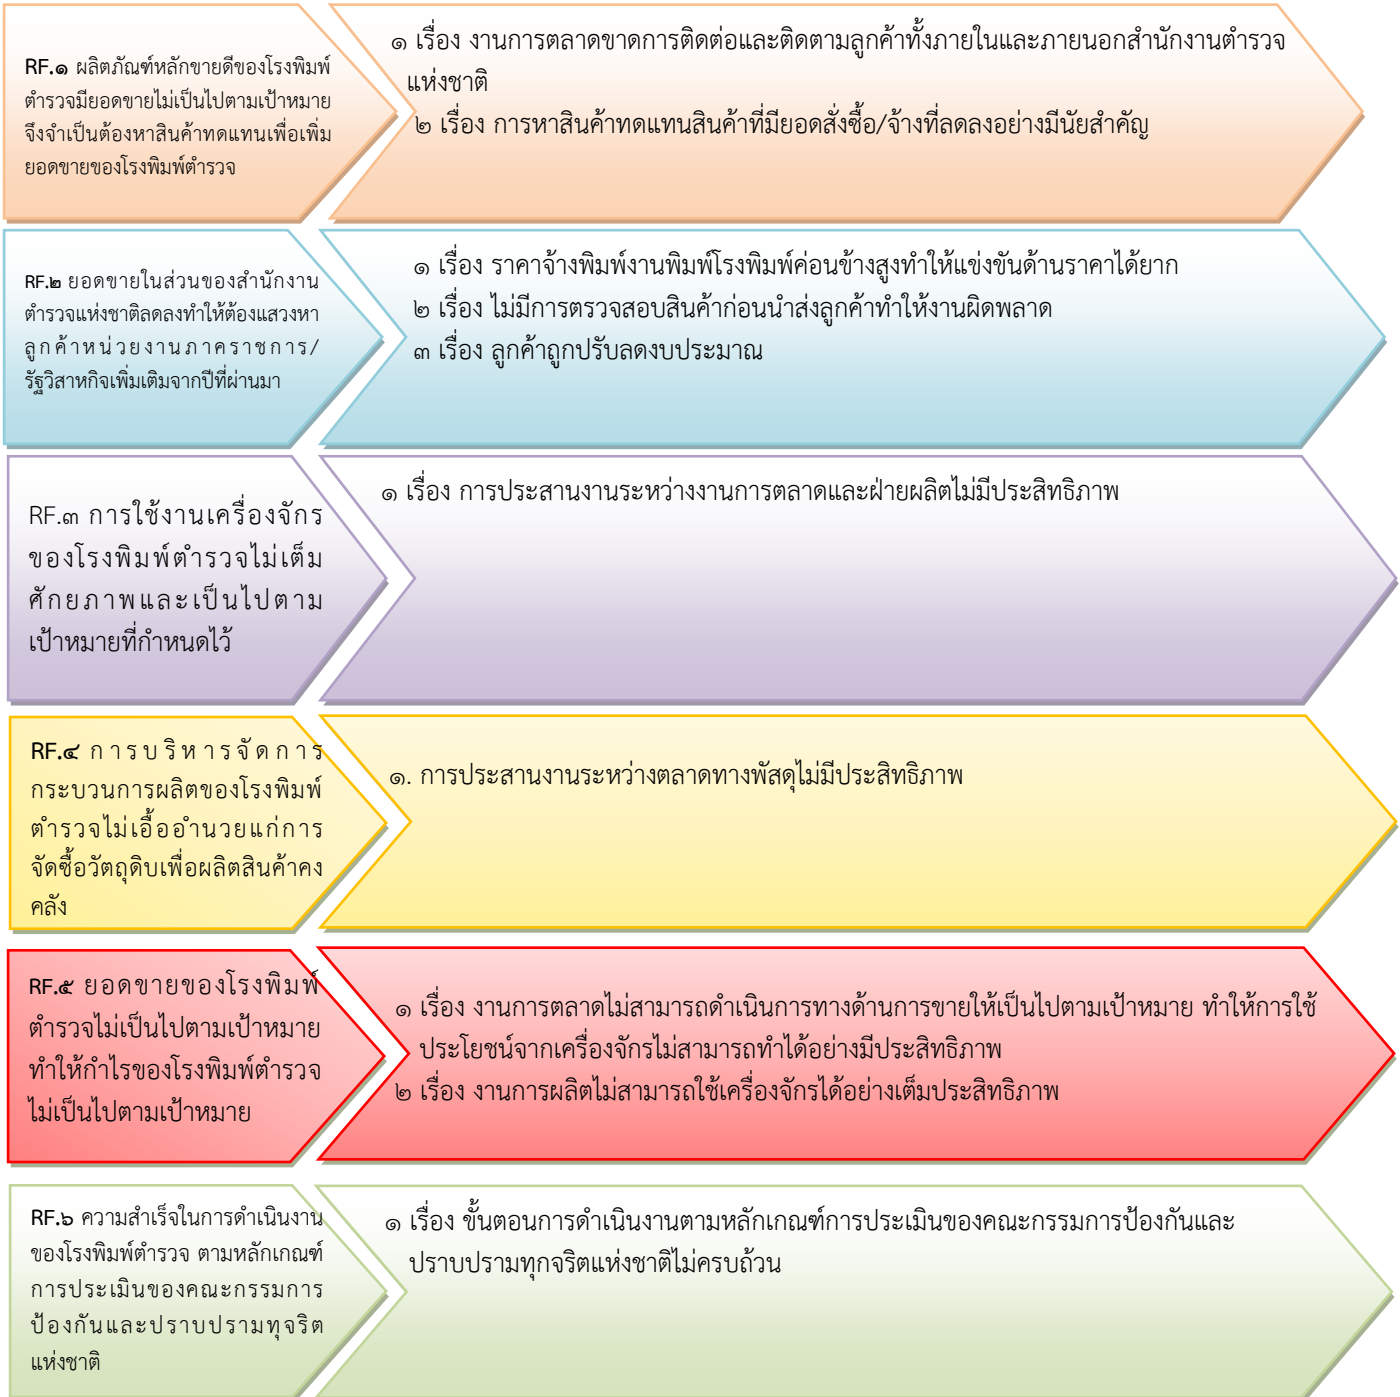 RF.๑ ผลิตภัณฑ์หลักขายดีของโรงพิมพ์
ตำรวจมียอดขายไม่เป็นไปตามเป้าหมาย
จึงจำเป็นต้องหาสินค้าทดแทนเพื่อเพิ่ม
ยอดขายของโรงพิมพ์ตำรวจ
๑ เรื่อง งานการตลาดขาดการติดต่อและติดตามลูกค้าทั้งภายในและภายนอกสำนักงานตำรวจ
แห่งชาติ
๒ เรื่อง การหาสินค้าทดแทนสินค้าที่มียอดสั่งซื้อ/จ้างที่ลดลงอย่างมีนัยสำคัญ
RF.๒ ยอดขายในส่วนของสำนักงาน
ตำรวจแห่งชาติลดลงทำให้ต้องแสวงหา
ลูกค้าหน่วยงานภาคราชการ/
รัฐวิสาหกิจเพิ่มเติมจากปีที่ผ่านมา
๑ เรื่อง ราคาจ้างพิมพ์งานพิมพ์โรงพิมพ์ค่อนข้างสูงทำให้แข่งขันด้านราคาได้ยาก
๒ เรื่อง ไม่มีการตรวจสอบสินค้าก่อนนำส่งลูกค้าทำให้งานผิดพลาด
๓ เรื่อง ลูกค้าถูกปรับลดงบประมาณ
RF.๓ การใช้งานเครื่องจักร
ของโรงพิมพ์ตำรวจไม่เต็ม
ศักยภาพและเป็นไปตาม
เป้าหมายที่กำหนดไว้
๑ เรื่อง การประสานงานระหว่างงานการตลาดและฝ่ายผลิตไม่มีประสิทธิภาพ
RF.๔ การบริหารจัดการ
กระบวนการผลิตของโรงพิมพ์
ตำรวจไม่เอื้ออำนวยแก่การ
จัดซื้อวัตถุดิบเพื่อผลิตสินค้าคง
คลัง
๑. การประสานงานระหว่างตลาดทางพัสดุไม่มีประสิทธิภาพ
RF.๕ ยอดขายของโรงพิมพ์
ตำรวจไม่เป็นไปตามเป้าหมาย
ทำให้กำไรของโรงพิมพ์ตำรวจ
ไม่เป็นไปตามเป้าหมาย
๑ เรื่อง งานการตลาดไม่สามารถดำเนินการทางด้านการขายให้เป็นไปตามเป้าหมาย ทำให้การใช้
ประโยชน์จากเครื่องจักรไม่สามารถทำได้อย่างมีประสิทธิภาพ
๒ เรื่อง งานการผลิตไม่สามารถใช้เครื่องจักรได้อย่างเต็มประสิทธิภาพ
RF.๖ ความสำเร็จในการดำเนินงาน
ของโรงพิมพ์ตำรวจ ตามหลักเกณฑ์
การประเมินของคณะกรรมการ
ป้องกันและปราบปรามทุจริต
แห่งชาติ
๑ เรื่อง ขั้นตอนการดำเนินงานตามหลักเกณฑ์การประเมินของคณะกรรมการป้องกันและ
ปราบปรามทุกจริตแห่งชาติไม่ครบถ้วน